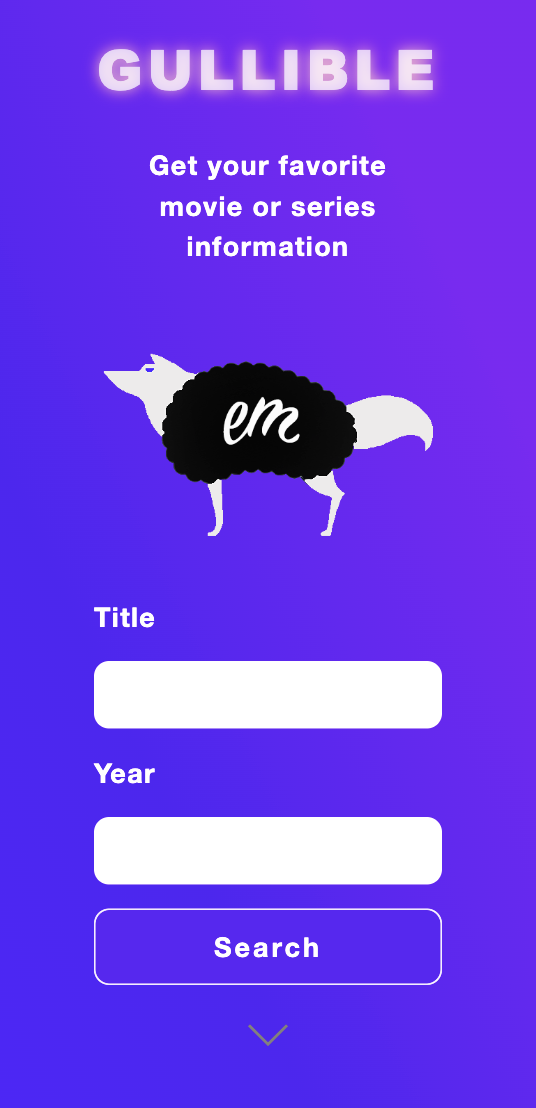 GULLIBLE
Get your favorite
movie or series
information
em
Title
Year
Search